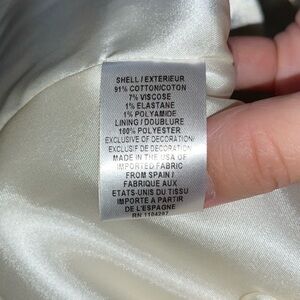 SHELL / EXTERIEUR
91% COTTON/COTON
7% VISCOSE
1% ELASTANE
1% POLYAMIDE
LINING / DOUBLURE
100% POLYESTER
EXCLUSIVE OF DECORATION/
EXCLUSIF DE DECORATION
MADE IN THE USA OF
IMPORTED FABRIC
FROM SPAIN /
FABRIQUE AUX
ETATS-UNIS DU TISSU
IMPORTE A PARTIR
DE L'ESPAGNE
RN